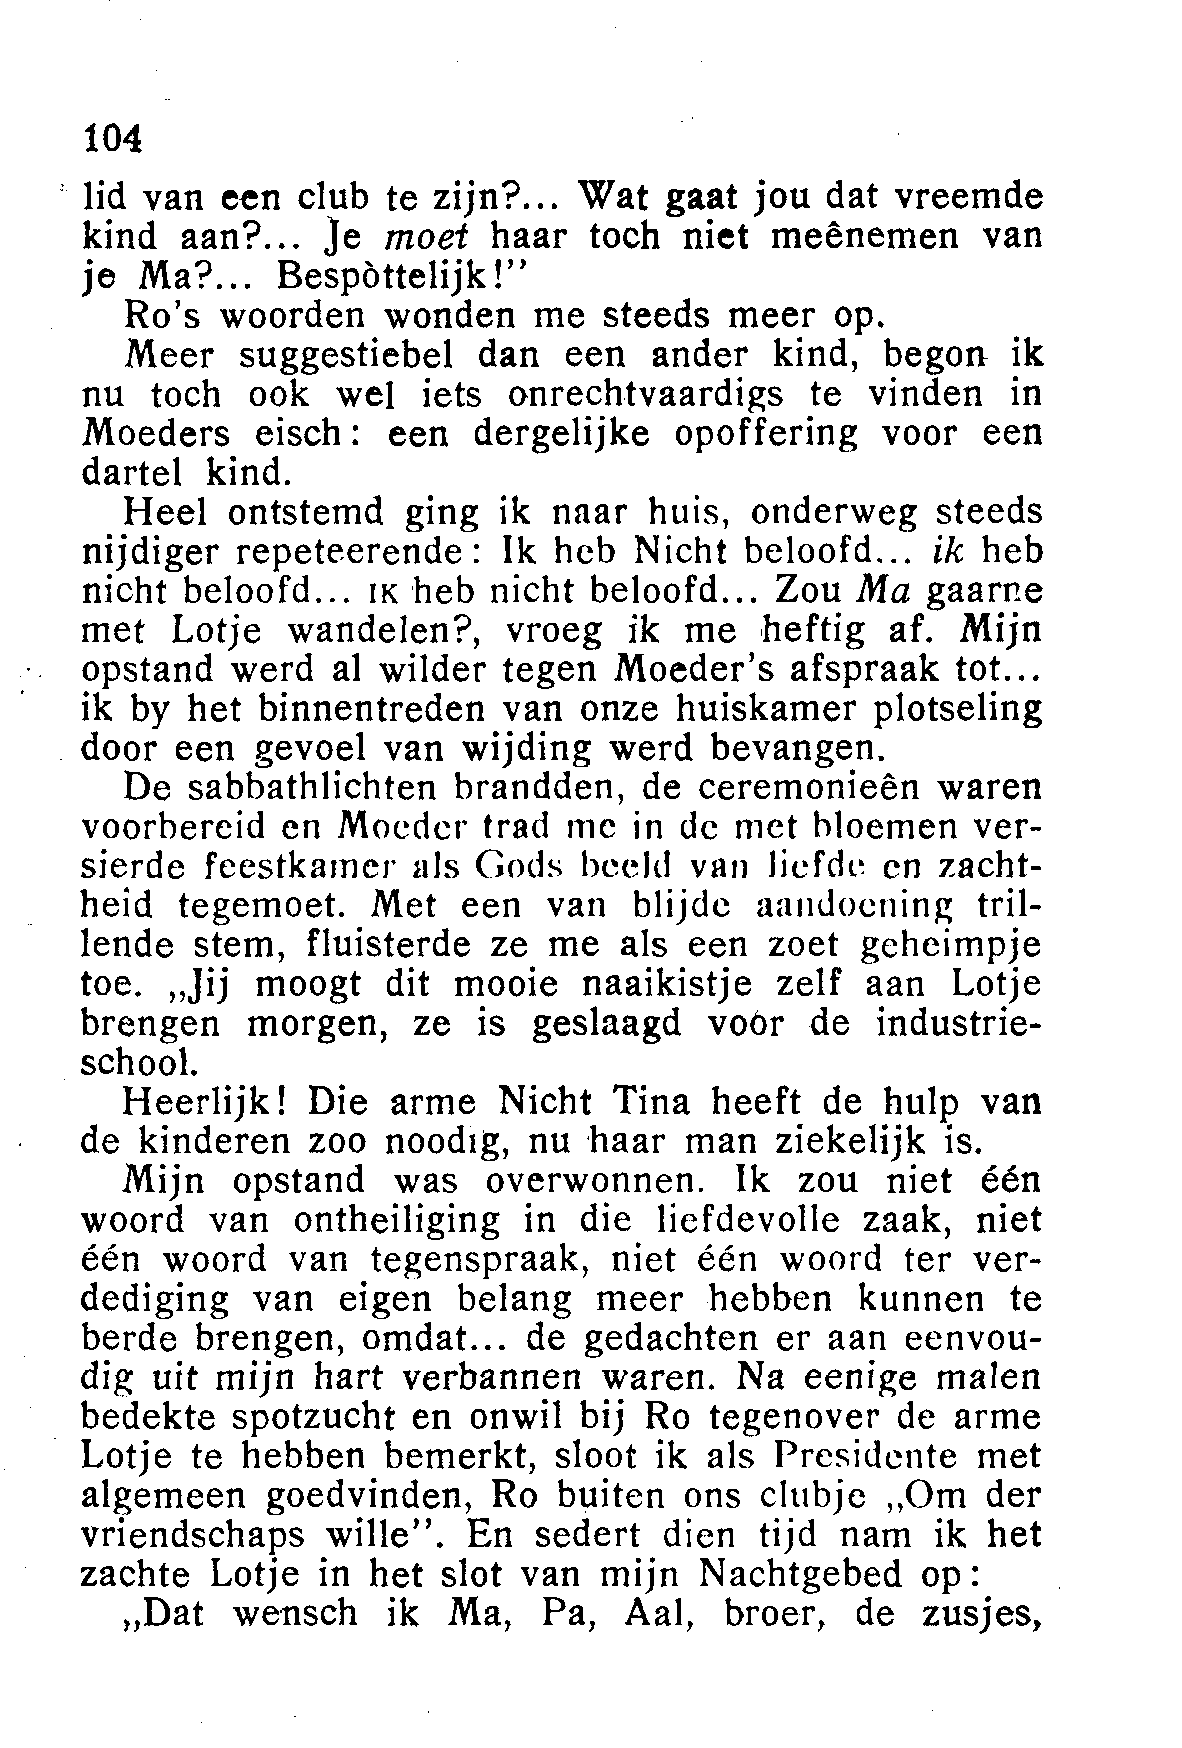 104
lid van een club te zijn?... Wat gaat jou dat vreemde
kind aan?... Je moet haar toch niet meênemen van
je Ma?... Bespòttelijk!”
Ro's woorden wonden me steeds meer op.
Meer suggestiebel dan een ander kind, begon ik
nu toch ook wel iets onrechtvaardigs te vinden in
Moeders eisch: een dergelijke opoffering voor een
dartel kind.
Heel ontstemd ging ik naar huis, onderweg steeds
nijdiger repeteerende: Ik heb Nicht beloofd... ik heb
nicht beloofd... IK heb nicht beloofd... Zou Ma gaarne
met Lotje wandelen?, vroeg ik me heftig af. Mijn
opstand werd al wilder tegen Moeder's afspraak tot...
ik by het binnentreden van onze huiskamer plotseling
door een gevoel van wijding werd bevangen.
De sabbathlichten brandden, de ceremonieên waren
voorbereid en Moeder trad me in de met bloemen ver-
sierde feestkamer als Gods beeld van liefde en zacht-
heid tegemoet. Met een van blijde aandoening tril-
lende stem, fluisterde ze me als een zoet geheimpje
toe. „Jij moogt dit mooie naaikistje zelf aan Lotje
brengen morgen, ze is geslaagd voor de industrie-
school.
Heerlijk! Die arme Nicht Tina heeft de hulp van
de kinderen zoo noodig, nu haar man ziekelijk is.
Mijn opstand was overwonnen. Ik zou niet één
woord van ontheiliging in die liefdevolle zaak, niet
één woord van tegenspraak, niet één woord ter ver-
dediging van eigen belang meer hebben kunnen te
berde brengen, omdat... de gedachten er aan eenvou-
dig uit mijn hart verbannen waren. Na eenige malen
bedekte spotzucht en onwil bij Ro tegenover de arme
Lotje te hebben bemerkt, sloot ik als Presidente met
algemeen goedvinden, Ro buiten ons clubje „Om der
vriendschaps wille”. En sedert dien tijd nam ik het
zachte Lotje in het slot van mijn Nachtgebed op:
„Dat wensch ik Ma, Pa, Aal, broer, de zusjes,